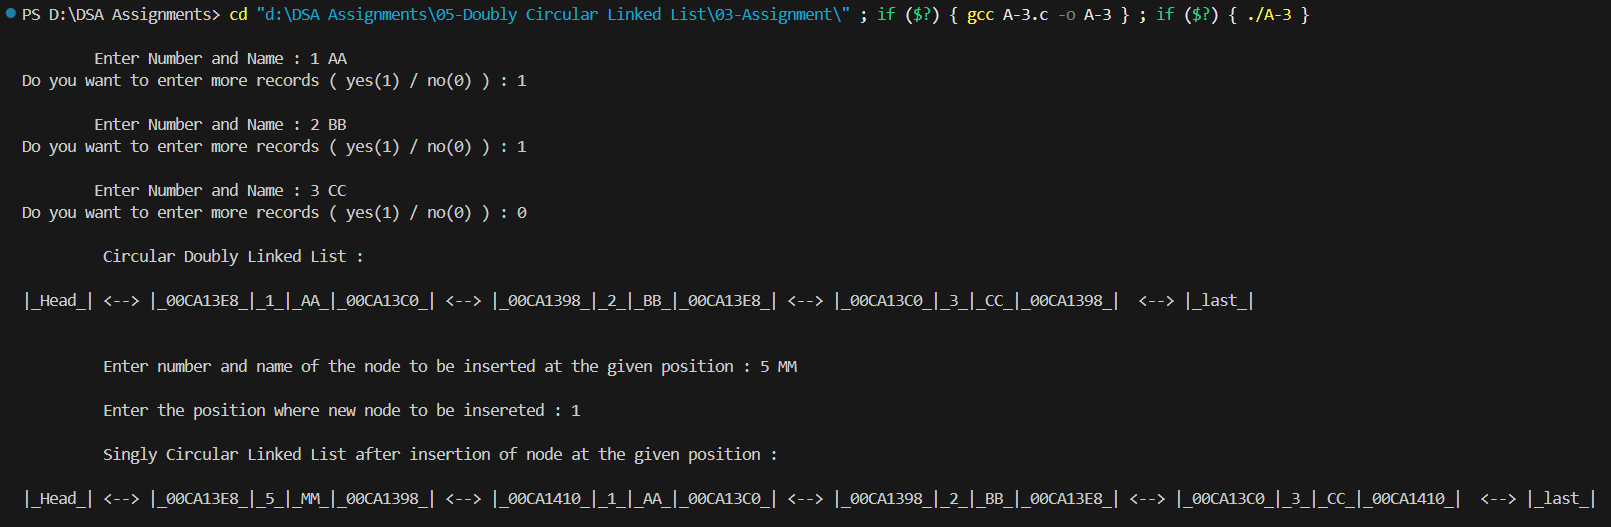 PS D:\DSA Assignments> cd "d:\DSA Assignments\05-Doubly Circular Linked List\03-Assignment\" ; if ($?) { gcc A-3.c -o A-3 } ; if ($?) { ./A-3 }
Enter Number and Name : 1 AA
Do you want to enter more records ( yes(1) / no(0) ) : 1
Enter Number and Name : 2 BB
Do you want to enter more records ( yes(1) / no(0) ) : 1
Enter Number and Name : 3 CC
Do you want to enter more records ( yes(1) / no(0) ) : 0
Circular Doubly Linked List :
|_Head_| <--> |_00CA13E8_|_1_|_AA_|_00CA13C0_| <--> |_00CA1398_|_2_|_BB_|_00CA13E8_| <--> |_00CA13C0_|_3_|_CC_|_00CA1398_|  <--> |_last_|
Enter number and name of the node to be inserted at the given position : 5 MM
Enter the position where new node to be insereted : 1
Singly Circular Linked List after insertion of node at the given position :
|_Head_| <--> |_00CA13E8_|_5_|_MM_|_00CA1398_| <--> |_00CA1410_|_1_|_AA_|_00CA13C0_| <--> |_00CA1398_|_2_|_BB_|_00CA13E8_| <--> |_00CA13C0_|_3_|_CC_|_00CA1410_|  <--> |_last_|